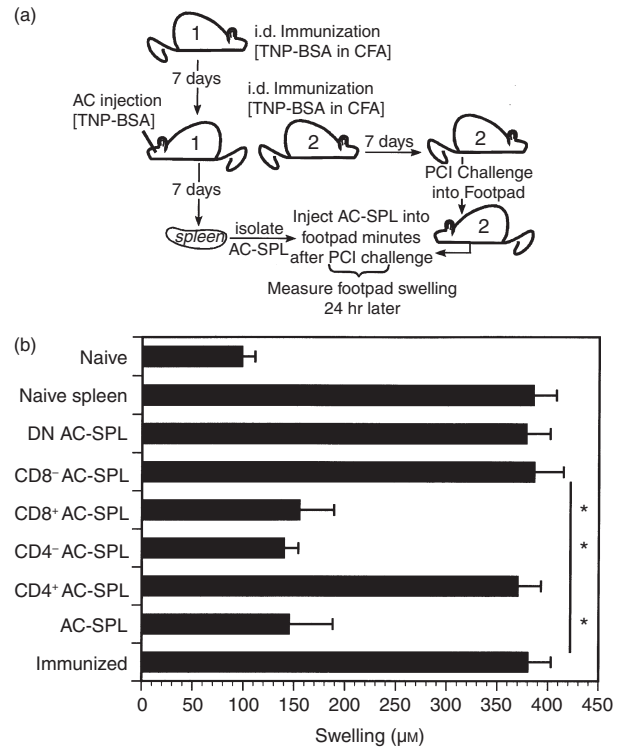 (a)
1
i.d. Immunization
[TNP-BSA in CFA]
7 days
AC injection
[TNP-BSA]
i.d. Immunization
[TNP-BSA in CFA]
1
2
7 days
2
PCI Challenge
into Footpad
7 days
spleen
isolate
AC-SPL
Inject AC-SPL into
footpad minutes
after PCI challenge
2
Measure footpad swelling
24 hr later
(b)
Naive
Naive spleen
DN AC-SPL
CD8⁻ AC-SPL
CD8⁺ AC-SPL
*
CD4⁻ AC-SPL
*
CD4⁺ AC-SPL
AC-SPL
*
Immunized
0 50 100 150 200 250 300 350 400 450
Swelling (μM)